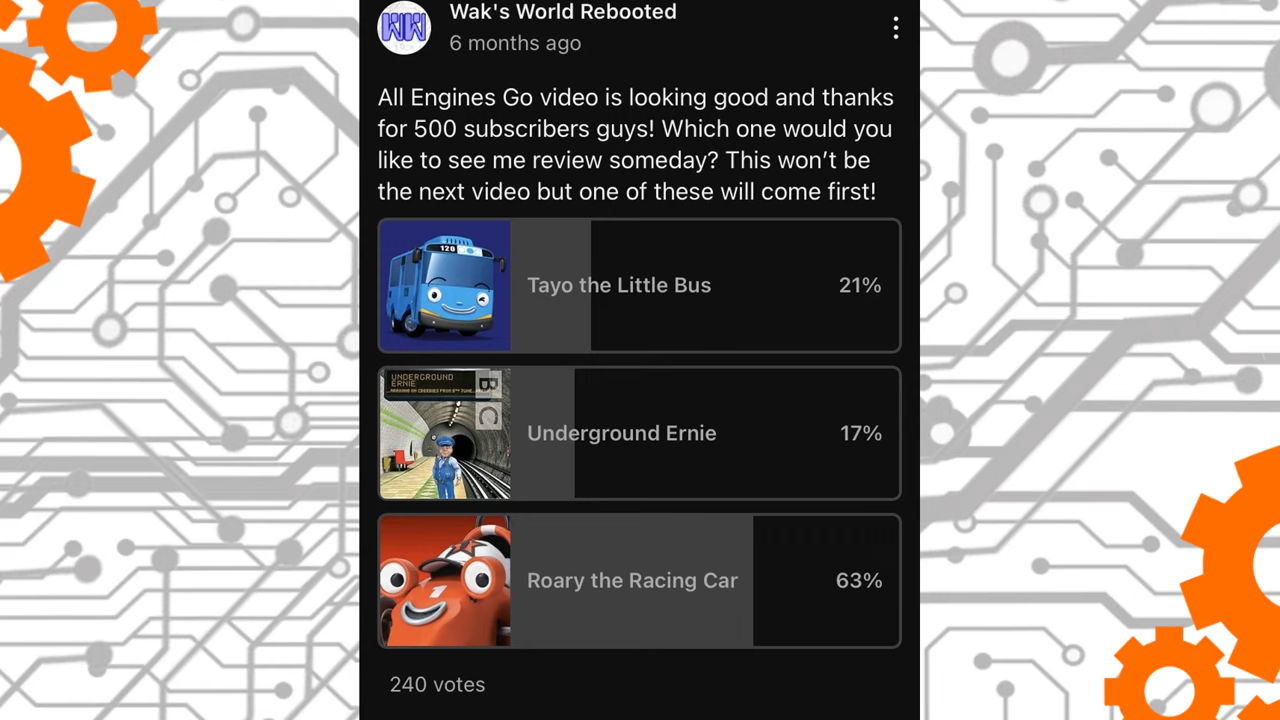 WW
Wak's World Rebooted
6 months ago
All Engines Go video is looking good and thanks
for 500 subscribers guys! Which one would you
like to see me review someday? This won’t be
the next video but one of these will come first!
120
Tayo the Little Bus
21%
UNDERGROUND
ERNIE
B
C
Underground Ernie
17%
1
Roary the Racing Car
63%
240 votes